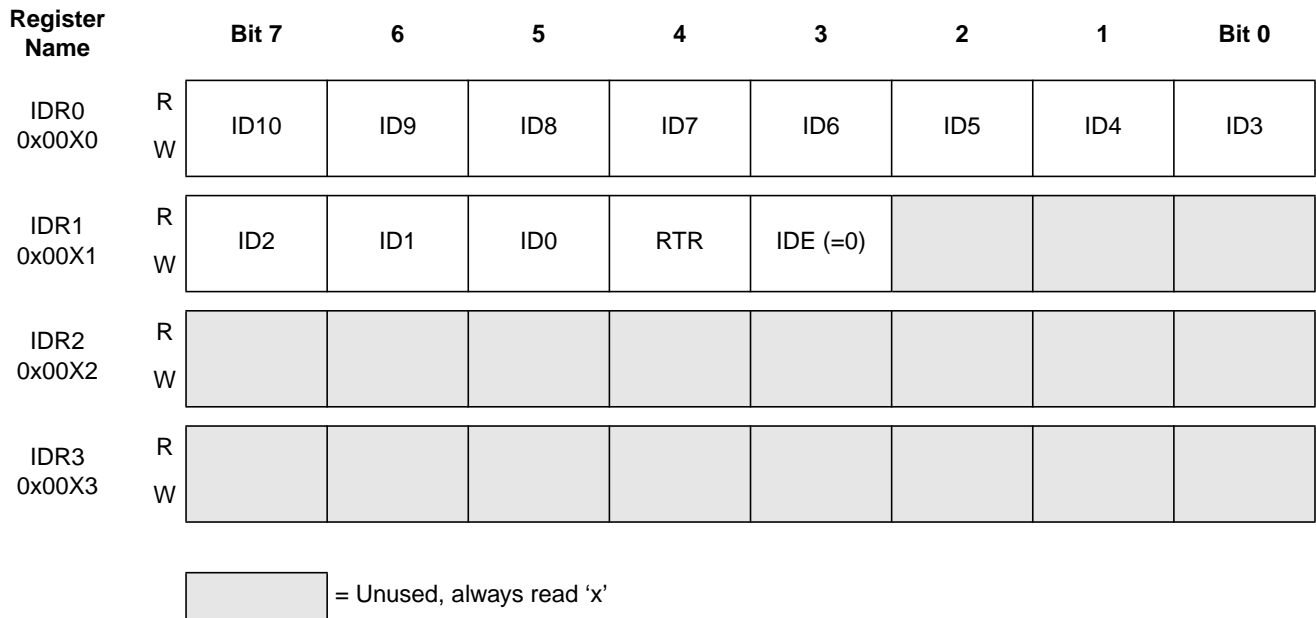 Register Name Bit 7 6 5 4 3 2 1 Bit 0
IDR0 0x00X0 R W ID10 ID9 ID8 ID7 ID6 ID5 ID4 ID3
IDR1 0x00X1 R W ID2 ID1 ID0 RTR IDE (=0)
IDR2 0x00X2 R W
IDR3 0x00X3 R W
= Unused, always read ‘x’